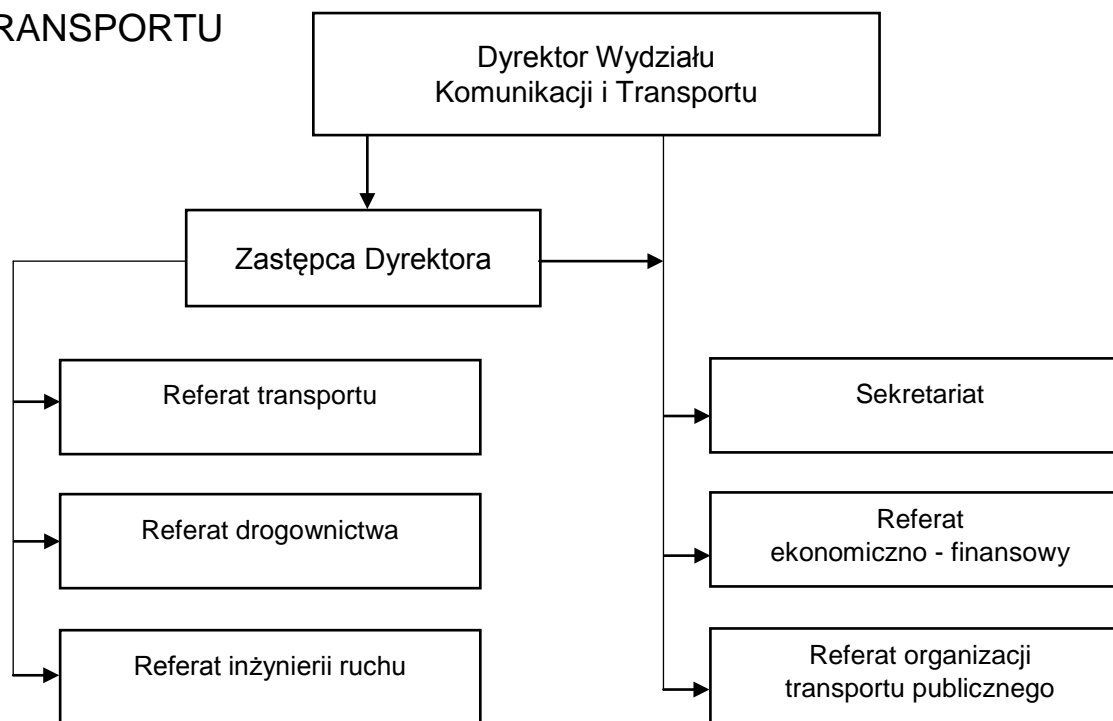 RANSPORTU
Dyrektor Wydziału
Komunikacji i Transportu
Zastępca Dyrektora
Referat transportu
Sekretariat
Referat drogownictwa
Referat
ekonomiczno - finansowy
Referat inżynierii ruchu
Referat organizacji
transportu publicznego